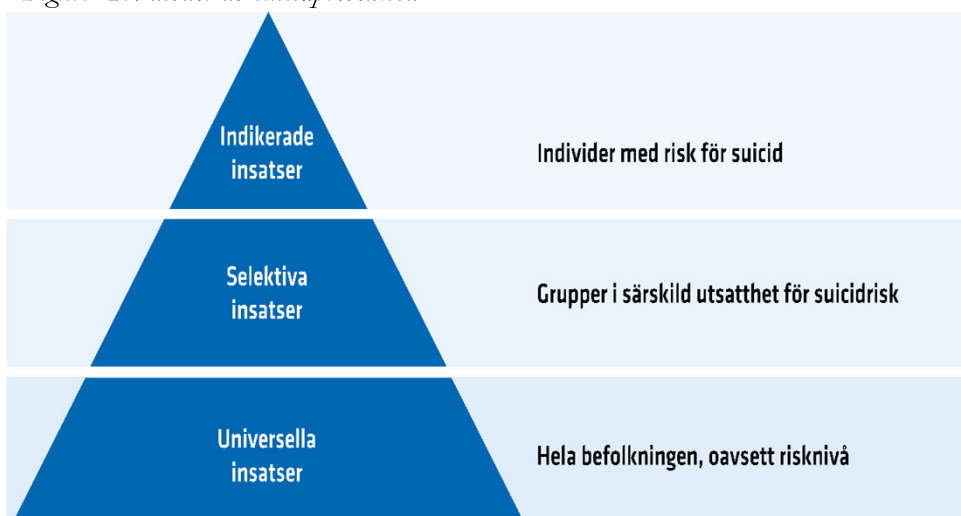 Indikerade
insatser
Individer med risk för suicid
Selektiva
insatser
Grupper i särskild utsatthet för suicidrisk
Universella
insatser
Hela befolkningen, oavsett risknivå